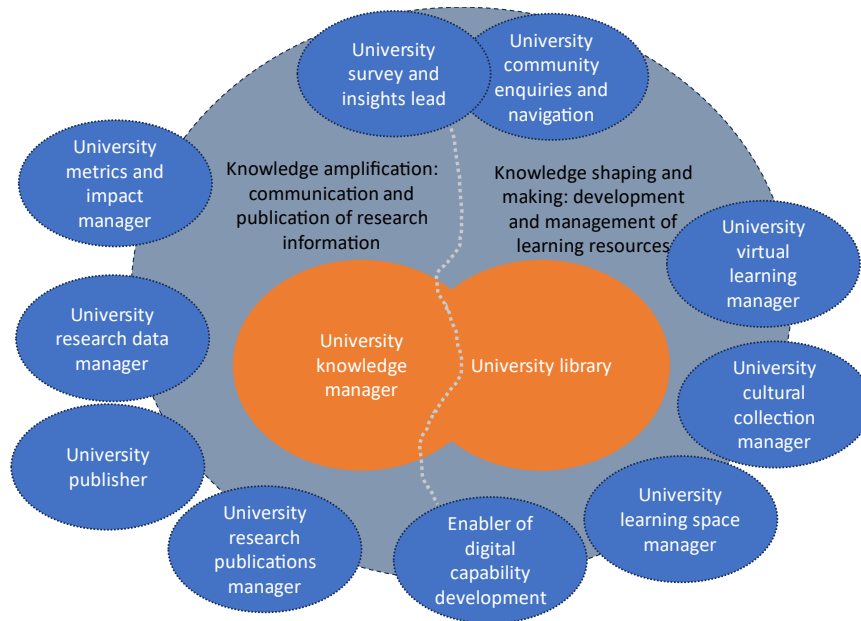 University
survey and
insights lead
University
community
enquiries and
navigation
University
metrics and
impact
manager
Knowledge amplification:
communication and
publication of research
information
Knowledge shaping and
making: development
and management of
learning resources
University
virtual
learning
manager
University
research data
manager
University
knowledge
manager
University library
University
cultural
collection
manager
University
publisher
University
research
publications
manager
Enabler of
digital
capability
development
University
learning space
manager